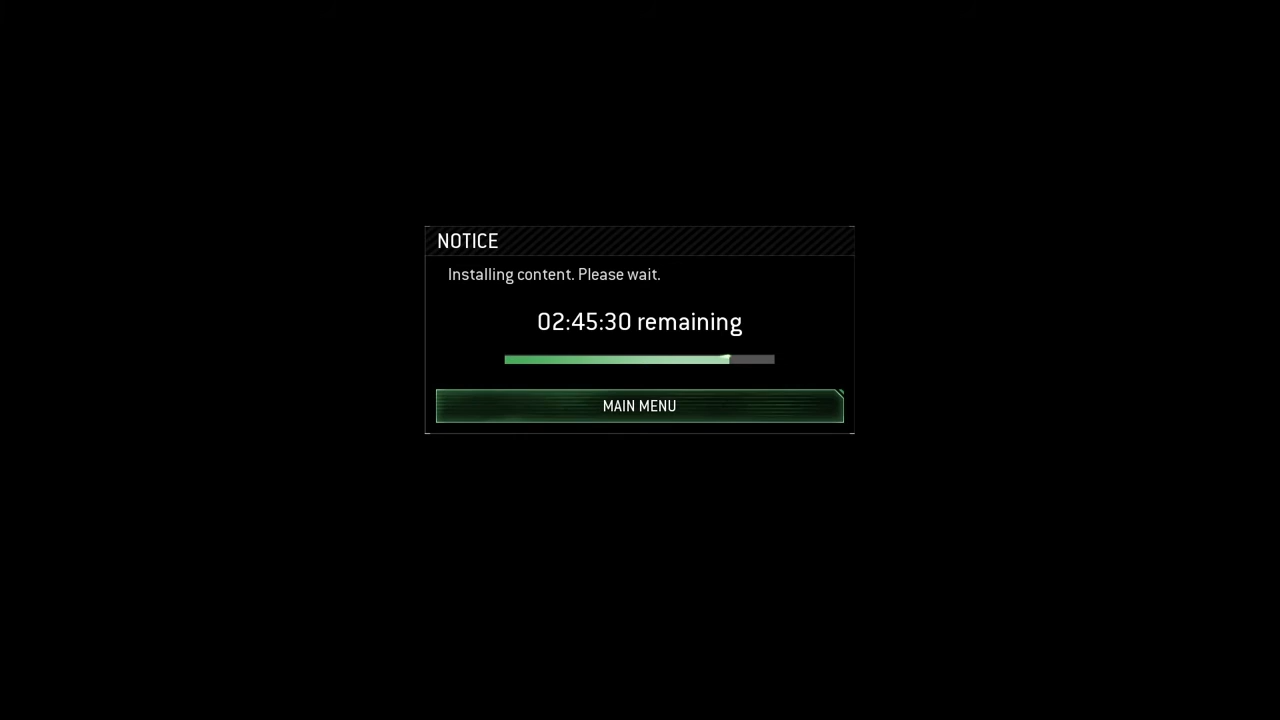 NOTICE
Installing content. Please wait.
02:45:30 remaining
MAIN MENU